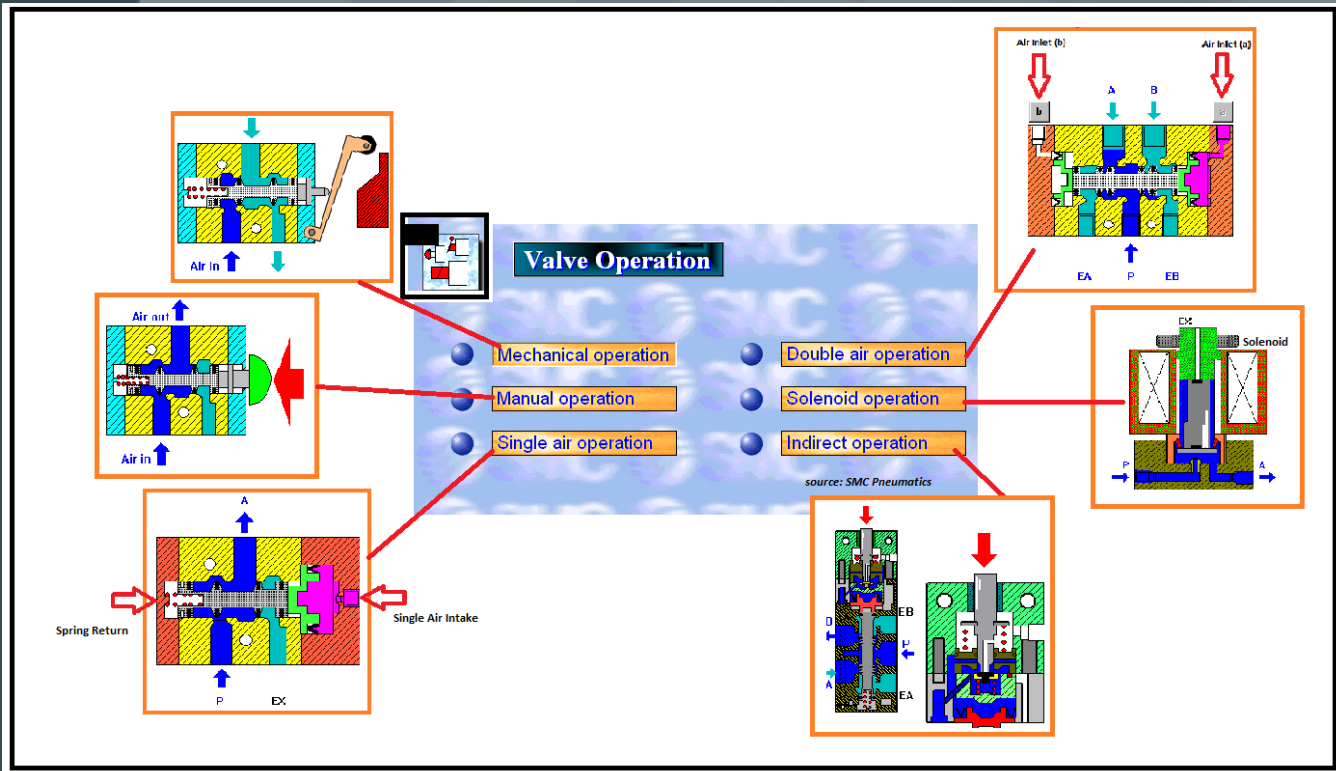 Valve Operation
Mechanical operation
Manual operation
Single air operation
Double air operation
Solenoid operation
Indirect operation
source: SMC Pneumatics
Air In
Air out
Air in
A
Spring Return
Single Air Intake
P EX
Air Inlet (b) Air Inlet (a)
A B
b a
EA P EB
EX
Solenoid
P A
EB
P
A
EA